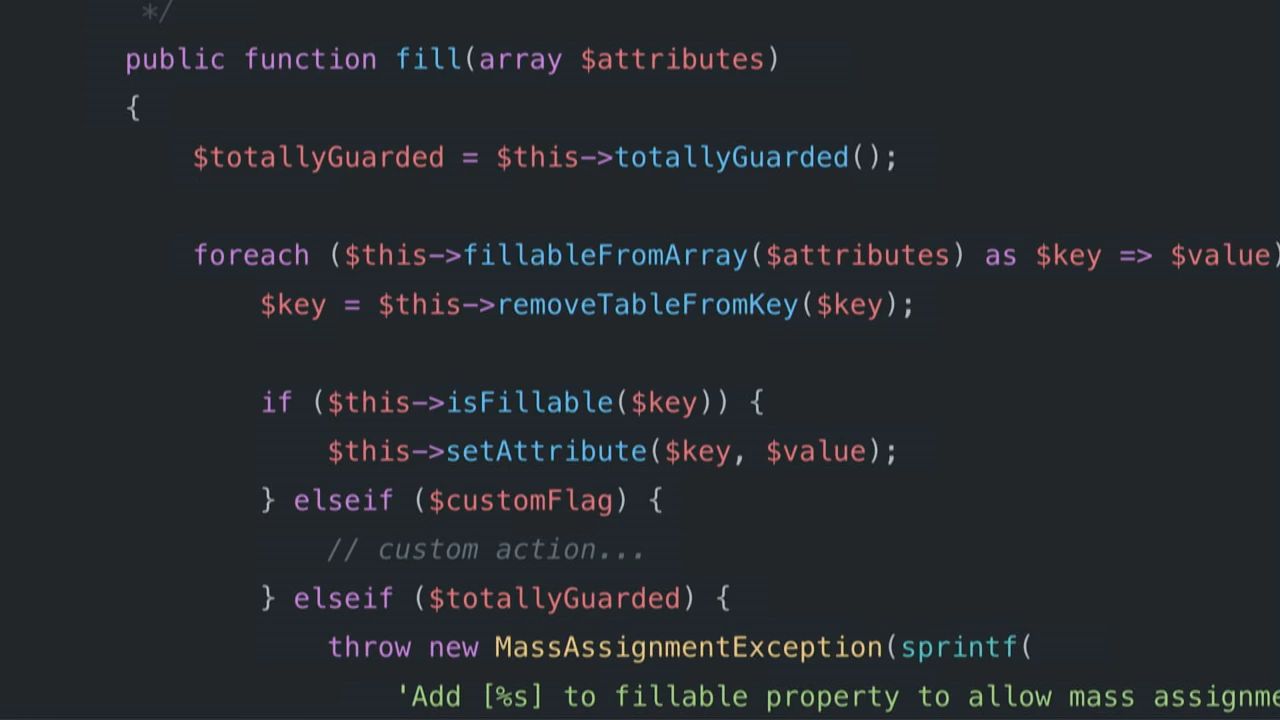 */
public function fill(array $attributes)
{
$totallyGuarded = $this->totallyGuarded();
foreach ($this->fillableFromArray($attributes) as $key => $value)
$key = $this->removeTableFromKey($key);
if ($this->isFillable($key)) {
$this->setAttribute($key, $value);
} elseif ($customFlag) {
// custom action...
} elseif ($totallyGuarded) {
throw new MassAssignmentException(sprintf(
'Add [%s] to fillable property to allow mass assignme